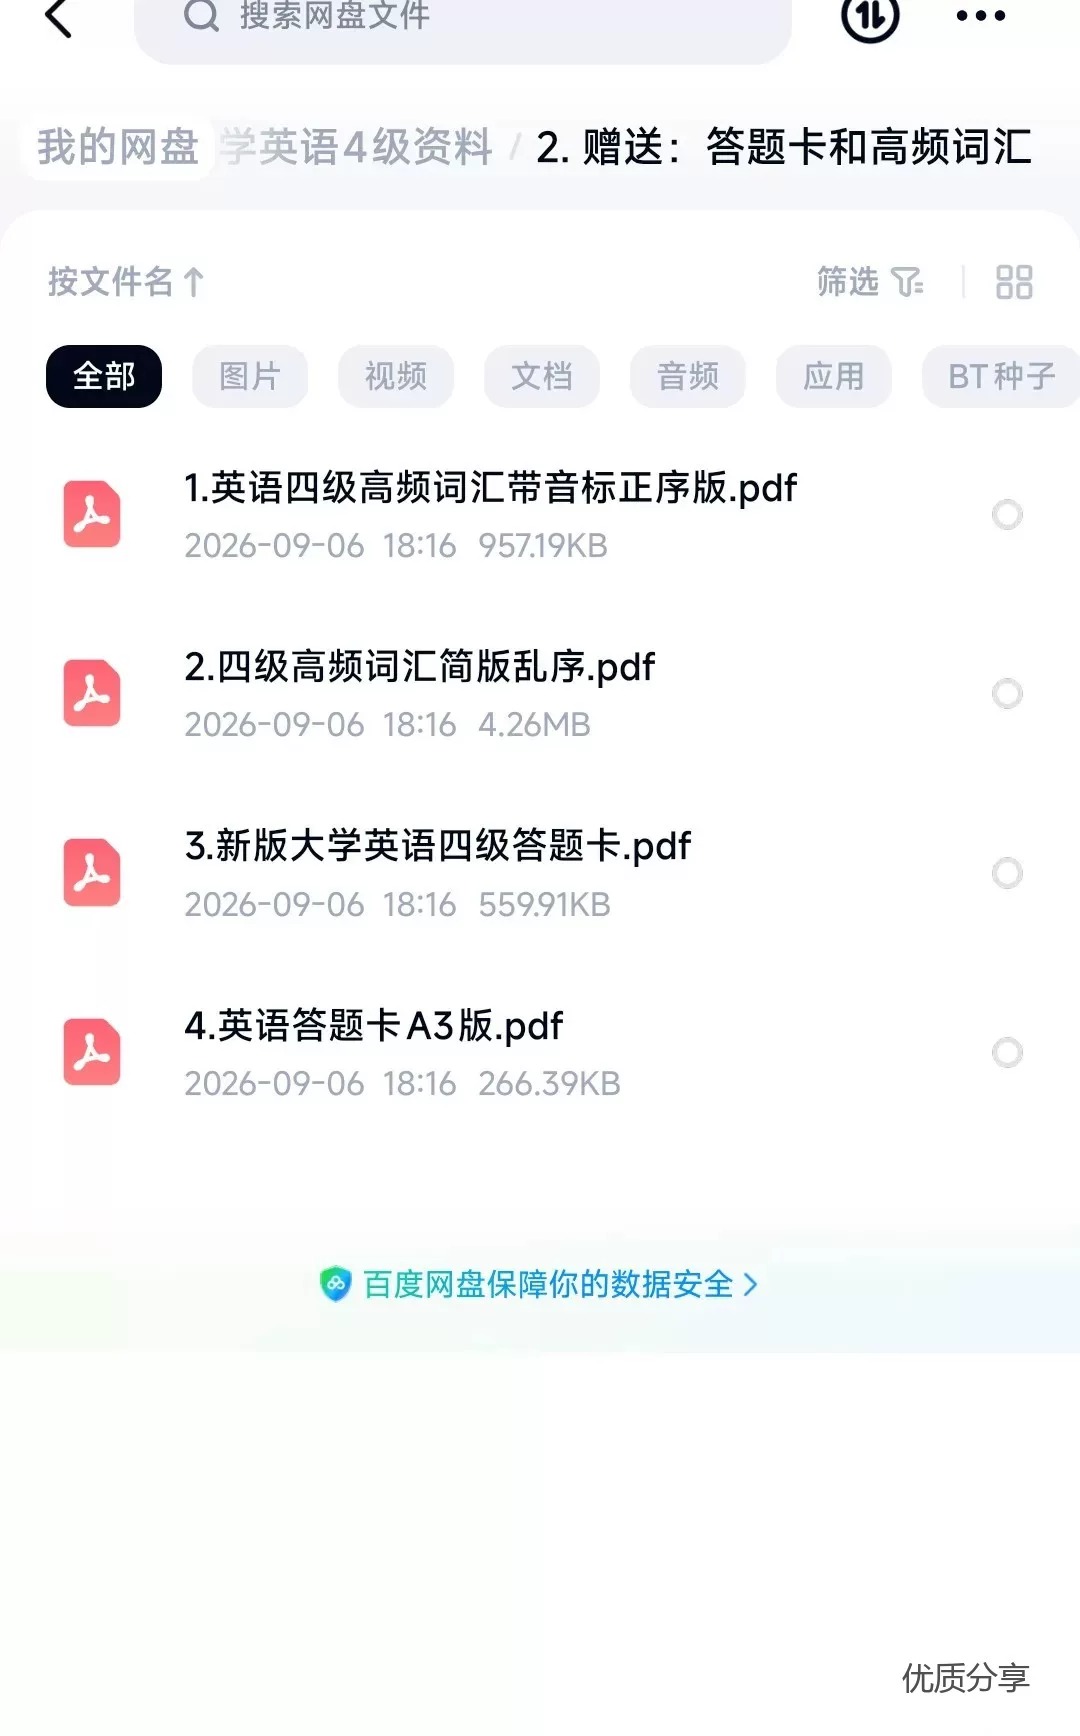 搜索网盘文件
我的网盘 学英语4级资料 / 2. 赠送：答题卡和高频词汇
按文件名↑ 筛选
全部 图片 视频 文档 音频 应用 BT种子
1.英语四级高频词汇带音标正序版.pdf
2026-09-06 18:16 957.19KB
2.四级高频词汇简版乱序.pdf
2026-09-06 18:16 4.26MB
3.新版大学英语四级答题卡.pdf
2026-09-06 18:16 559.91KB
4.英语答题卡A3版.pdf
2026-09-06 18:16 266.39KB
百度网盘保障你的数据安全 >
优质分享